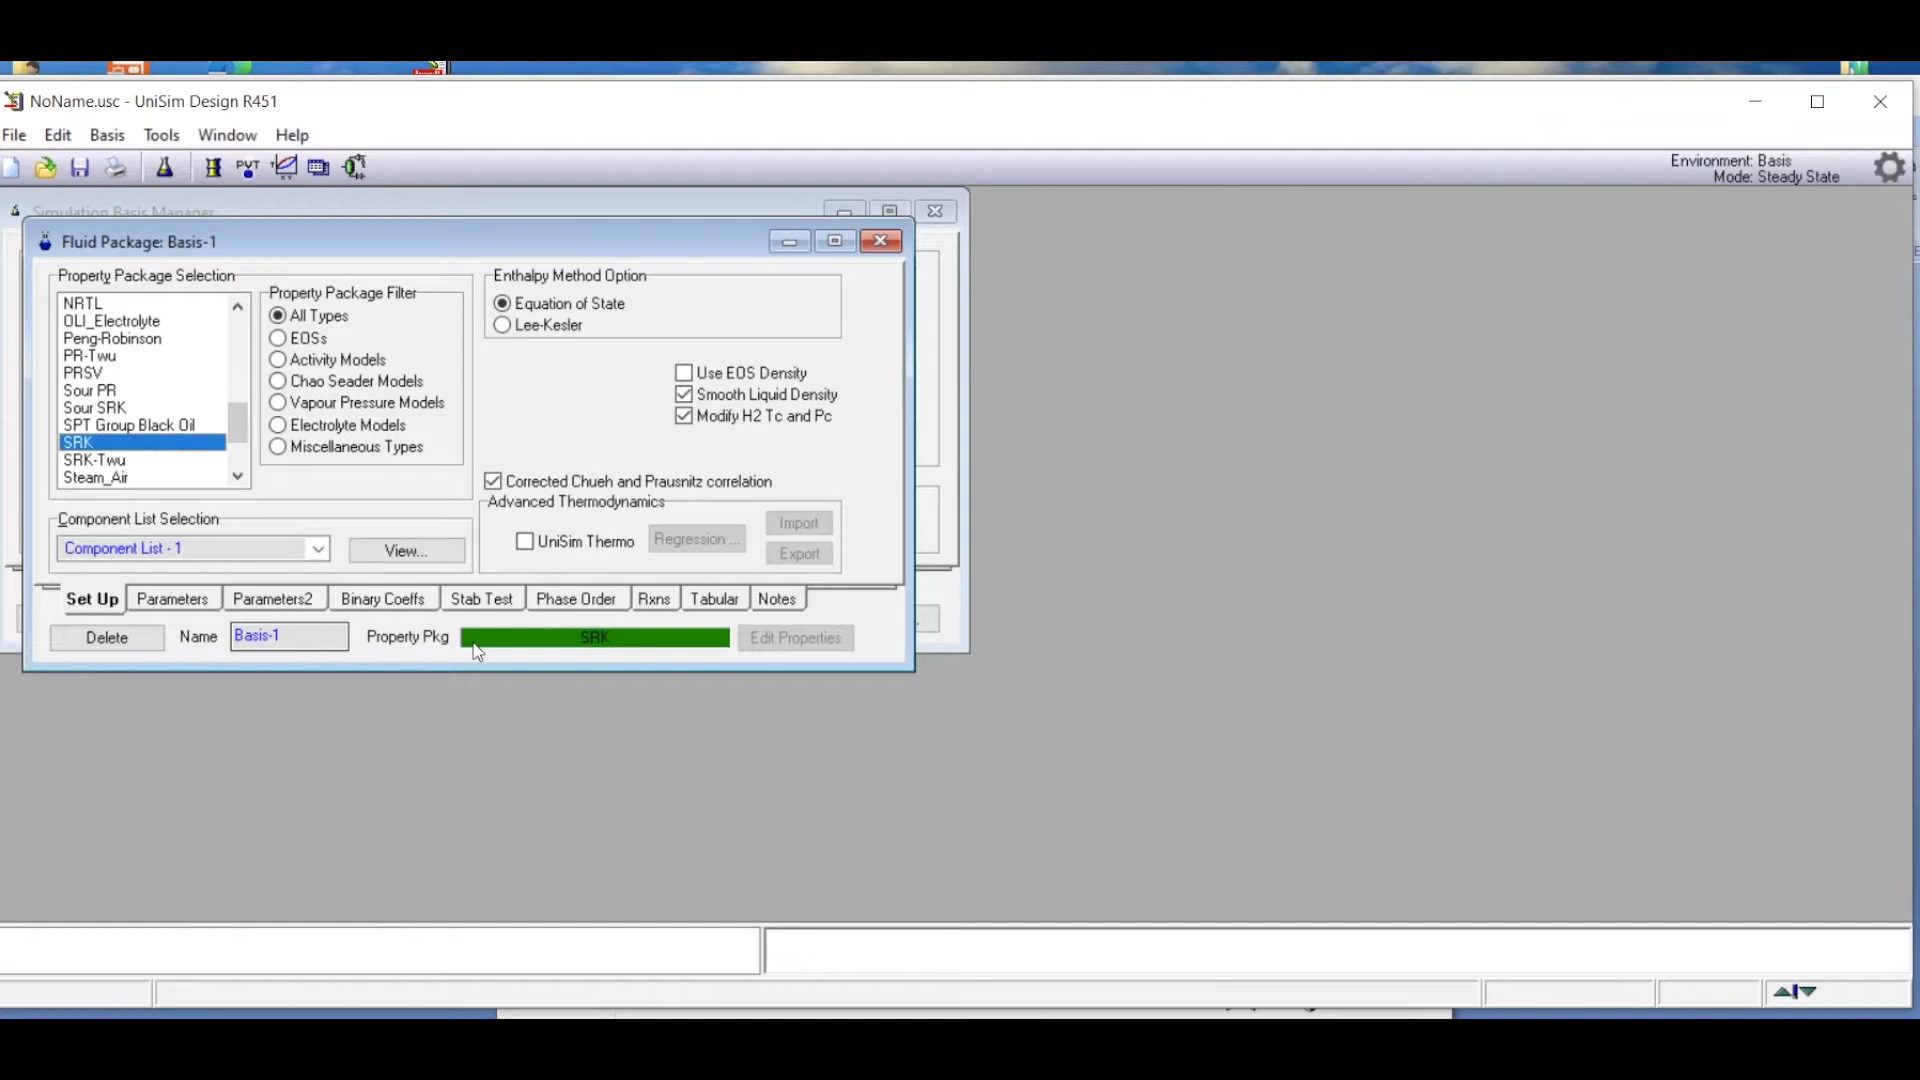 NoName.usc - UniSim Design R451
File Edit Basis Tools Window Help
PVT
Environment: Basis
Mode: Steady State
Simulation Basis Manager
Fluid Package: Basis-1
Property Package Selection
NRTL
OLI_Electrolyte
Peng-Robinson
PR-Twu
PRSV
Sour PR
Sour SRK
SPT Group Black Oil
SRK
SRK-Twu
Steam_Air
Property Package Filter
All Types
EOSs
Activity Models
Chao Seader Models
Vapour Pressure Models
Electrolyte Models
Miscellaneous Types
Enthalpy Method Option
Equation of State
Lee-Kesler
Use EOS Density
Smooth Liquid Density
Modify H2 Tc and Pc
Corrected Chueh and Prausnitz correlation
Advanced Thermodynamics
UniSim Thermo
Regression ...
Import
Export
Component List Selection
Component List - 1
View...
Set Up Parameters Parameters2 Binary Coeffs Stab Test Phase Order Rxns Tabular Notes
Delete Name Basis-1 Property Pkg SRK Edit Properties